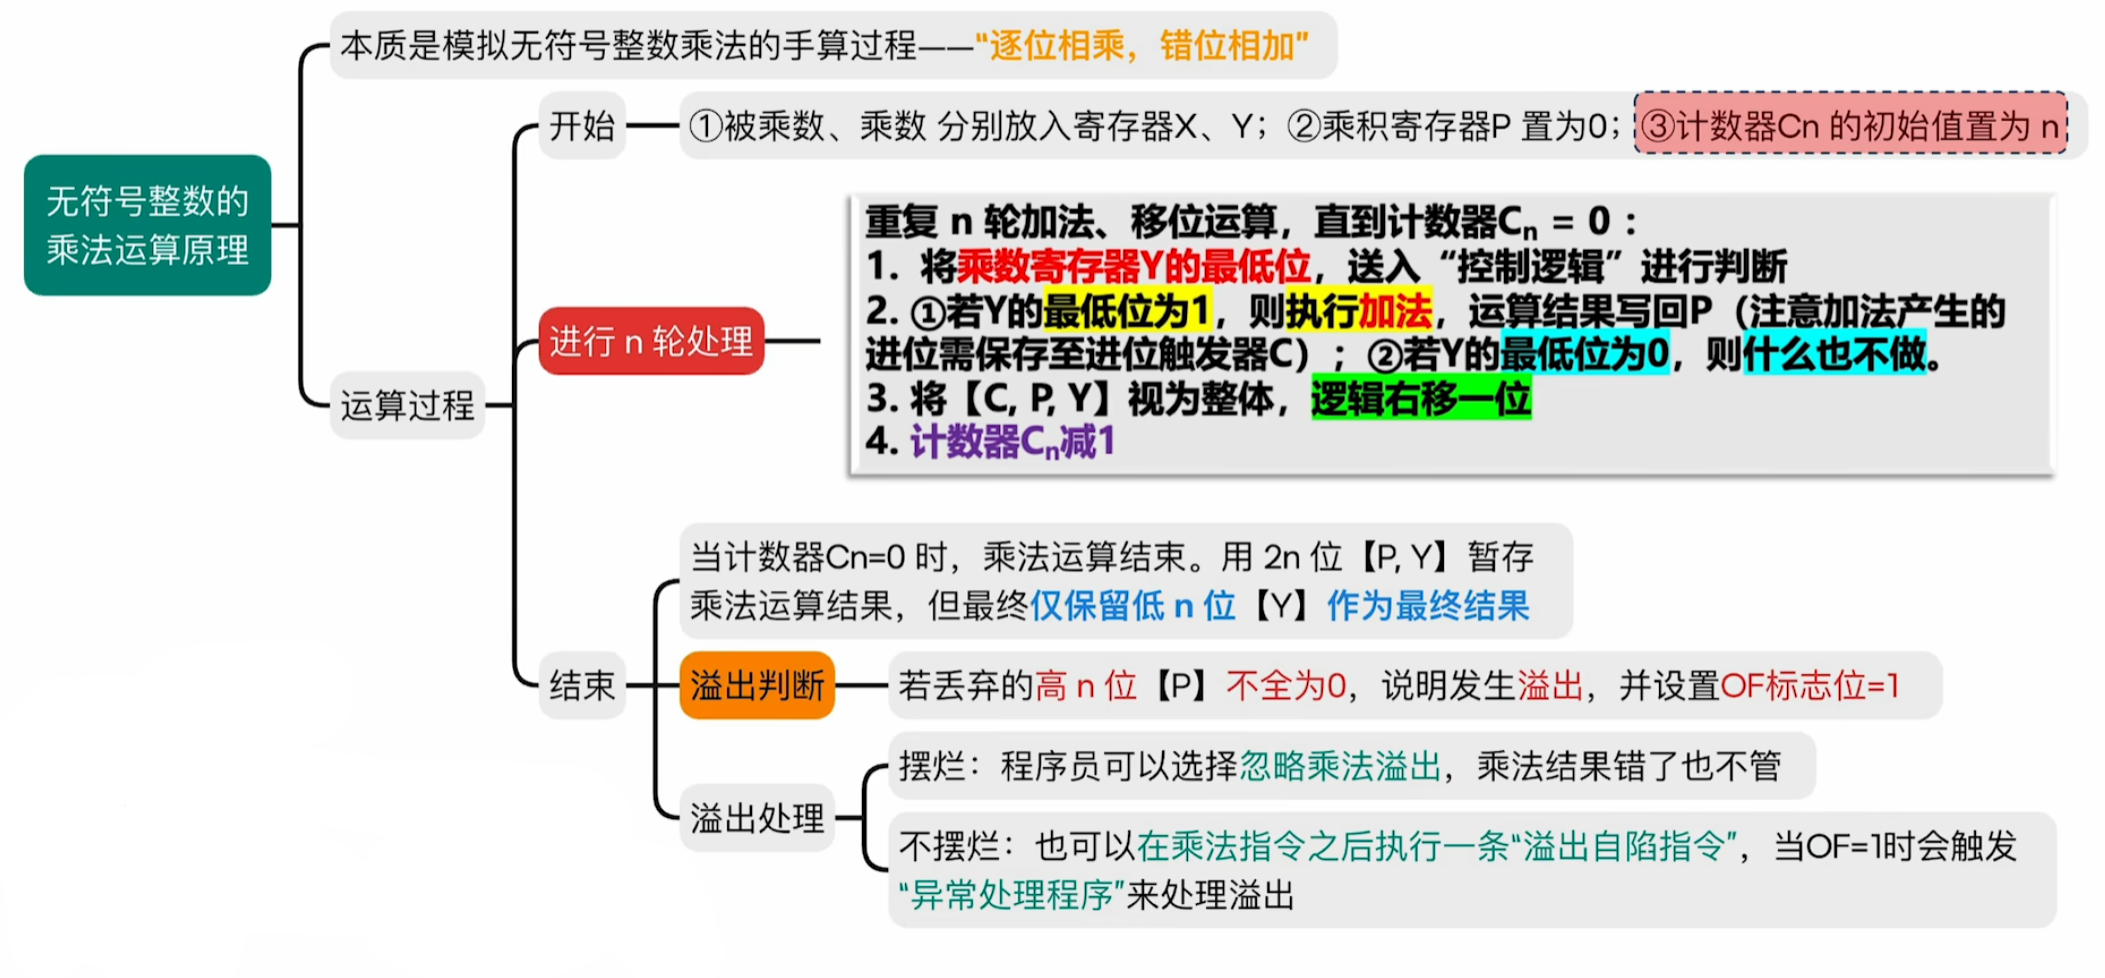 无符号整数的
乘法运算原理
本质是模拟无符号整数乘法的手算过程——“逐位相乘，错位相加”
运算过程
开始
①被乘数、乘数 分别放入寄存器X、Y；②乘积寄存器P 置为0；③计数器Cn 的初始值置为 n
进行 n 轮处理
重复 n 轮加法、移位运算，直到计数器Cn = 0：
1. 将乘数寄存器Y的最低位，送入“控制逻辑”进行判断
2. ①若Y的最低位为1，则执行加法，运算结果写回P（注意加法产生的
进位需保存至进位触发器C）；②若Y的最低位为0，则什么也不做。
3. 将【C, P, Y】视为整体，逻辑右移一位
4. 计数器Cn减1
结束
当计数器Cn=0 时，乘法运算结束。用 2n 位【P, Y】暂存
乘法运算结果，但最终仅保留低 n 位【Y】作为最终结果
溢出判断
若丢弃的高 n 位【P】不全为0，说明发生溢出，并设置OF标志位=1
溢出处理
摆烂：程序员可以选择忽略乘法溢出，乘法结果错了也不管
不摆烂：也可以在乘法指令之后执行一条“溢出自陷指令”，当OF=1时会触发
“异常处理程序”来处理溢出